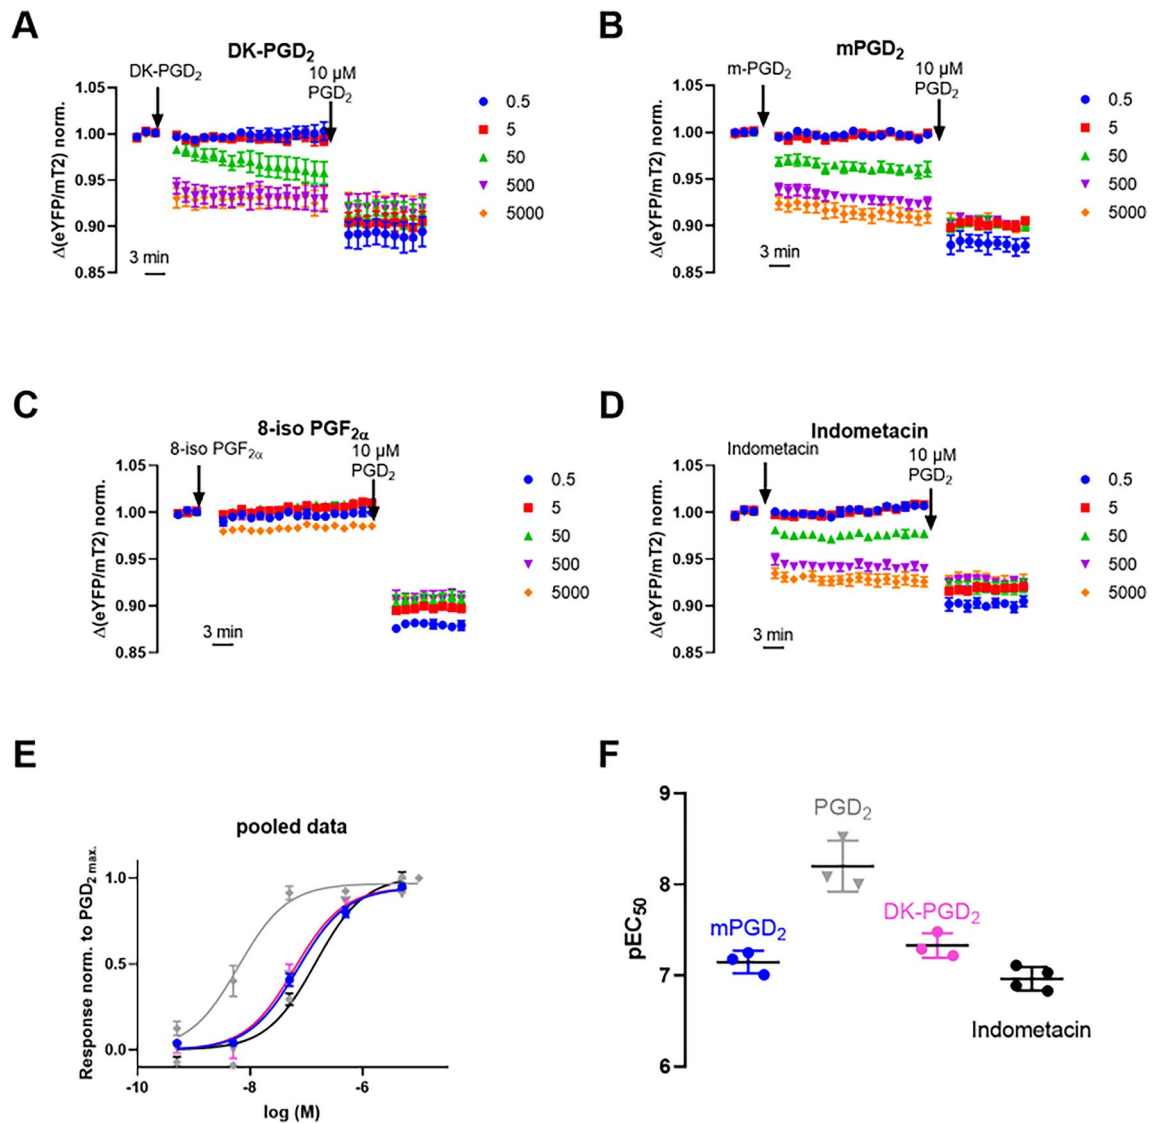 A
DK-PGD₂
DK-PGD₂
10 µM
PGD₂
Δ(eYFP/mT2) norm.
1.05
1.00
0.95
0.90
0.85
3 min
0.5
5
50
500
5000
B
mPGD₂
m-PGD₂
10 µM
PGD₂
Δ(eYFP/mT2) norm.
1.05
1.00
0.95
0.90
0.85
3 min
0.5
5
50
500
5000
C
8-iso PGF₂α
8-iso PGF₂α
10 µM
PGD₂
Δ(eYFP/mT2) norm.
1.05
1.00
0.95
0.90
0.85
3 min
0.5
5
50
500
5000
D
Indometacin
Indometacin
10 µM
PGD₂
Δ(eYFP/mT2) norm.
1.05
1.00
0.95
0.90
0.85
3 min
0.5
5
50
500
5000
E
pooled data
Response norm. to PGD₂ max.
1.0
0.5
0.0
-10 -8 -6
log (M)
F
pEC₅₀
9
8
7
6
PGD₂
DK-PGD₂
mPGD₂
Indometacin